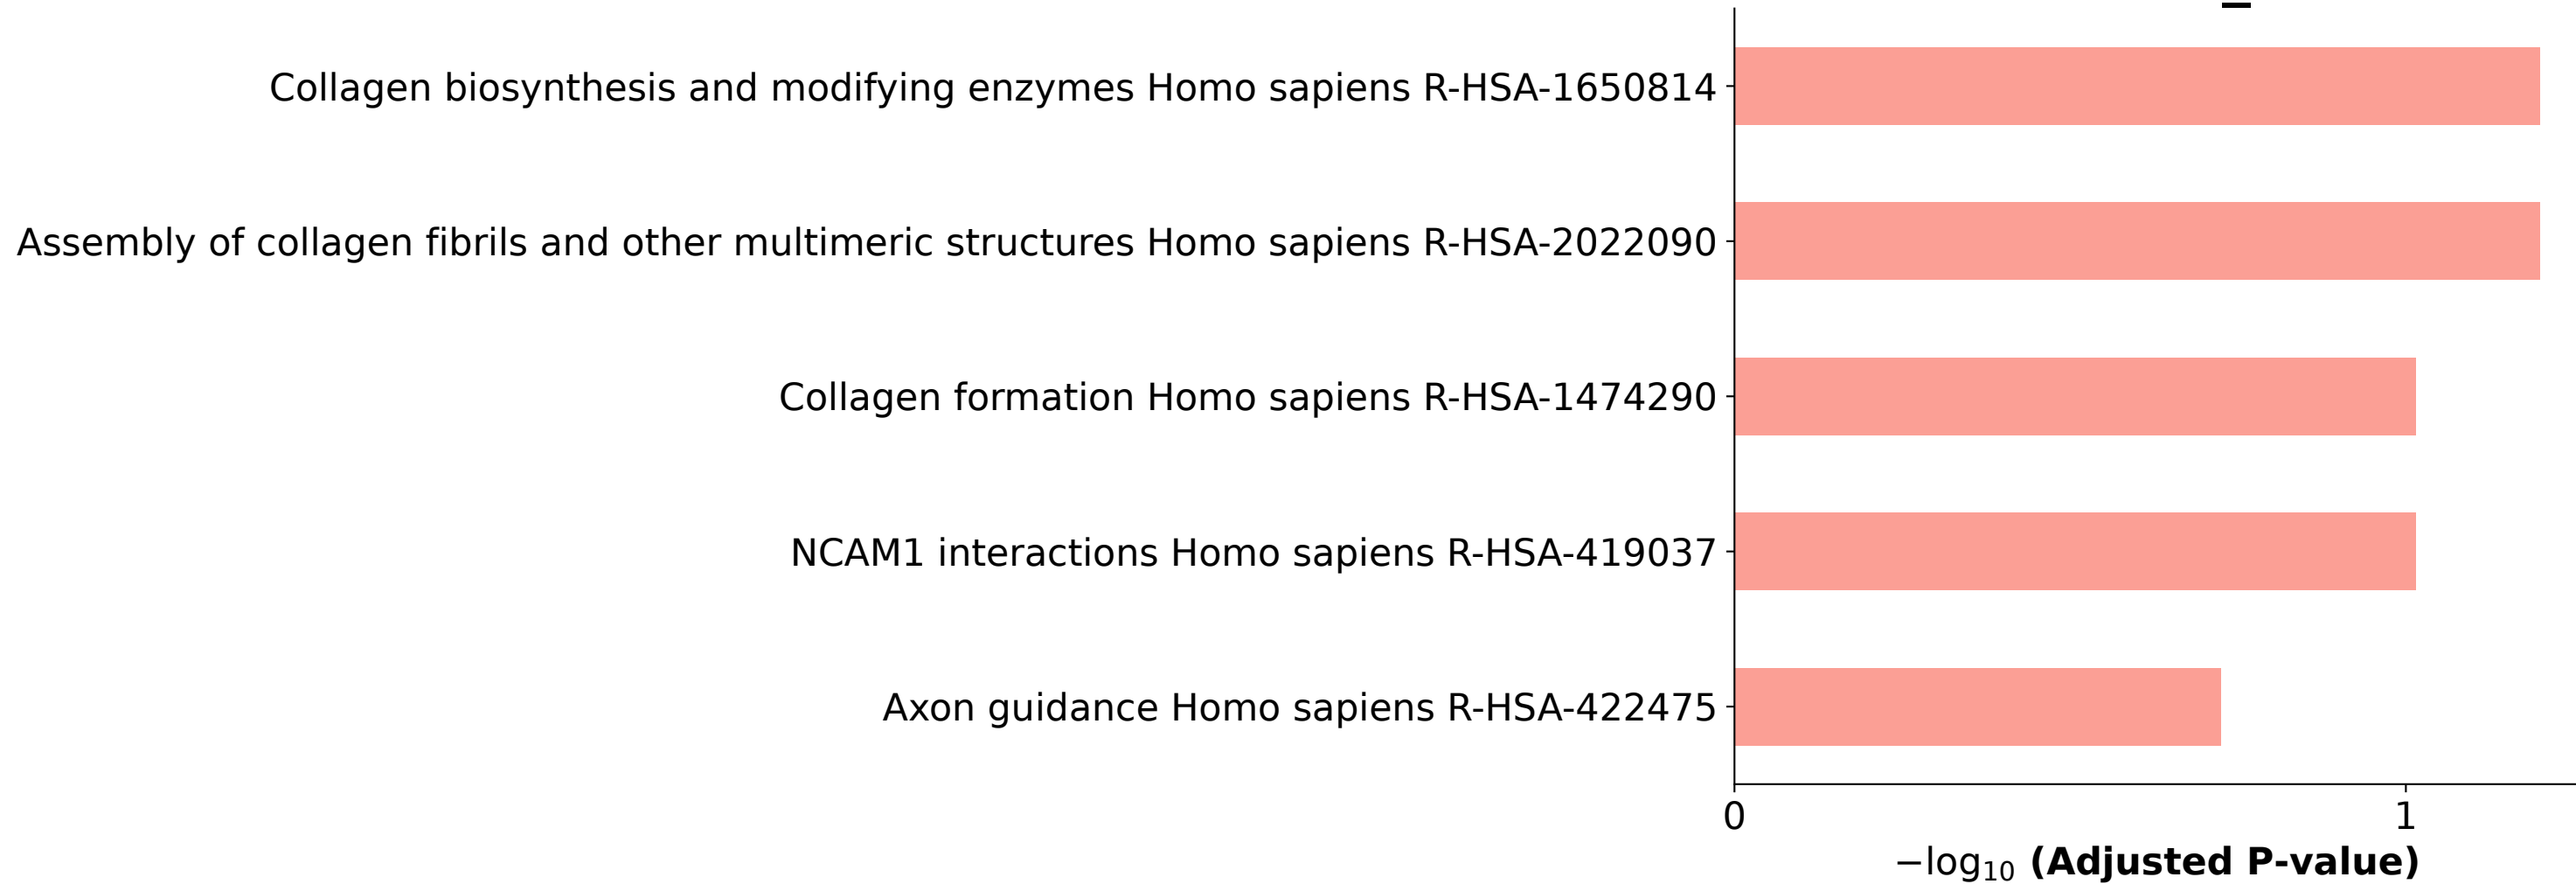 Collagen biosynthesis and modifying enzymes Homo sapiens R-HSA-1650814
Assembly of collagen fibrils and other multimeric structures Homo sapiens R-HSA-2022090
Collagen formation Homo sapiens R-HSA-1474290
NCAM1 interactions Homo sapiens R-HSA-419037
Axon guidance Homo sapiens R-HSA-422475
0 1
−log₁₀ (Adjusted P-value)